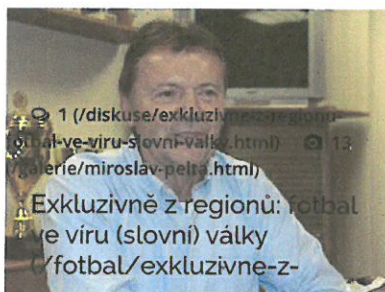 1 (/diskuse/exkluzivne-z-regionu-
fotbal-ve-viru-slovni-valky.html) 13
(/galerie/miroslav-pelta.html)
Exkluzivně z regionů: fotbal
ve víru (slovní) války
(/fotbal/exkluzivne-z-